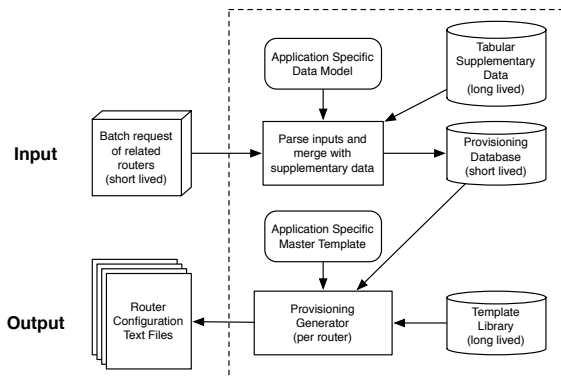 Application Specific
Data Model
Tabular
Supplementary
Data
(long lived)
Input
Batch request
of related
routers
(short lived)
Parse inputs and
merge with
supplementary data
Provisioning
Database
(short lived)
Application Specific
Master Template
Output
Router
Configuration
Text Files
Provisioning
Generator
(per router)
Template
Library
(long lived)